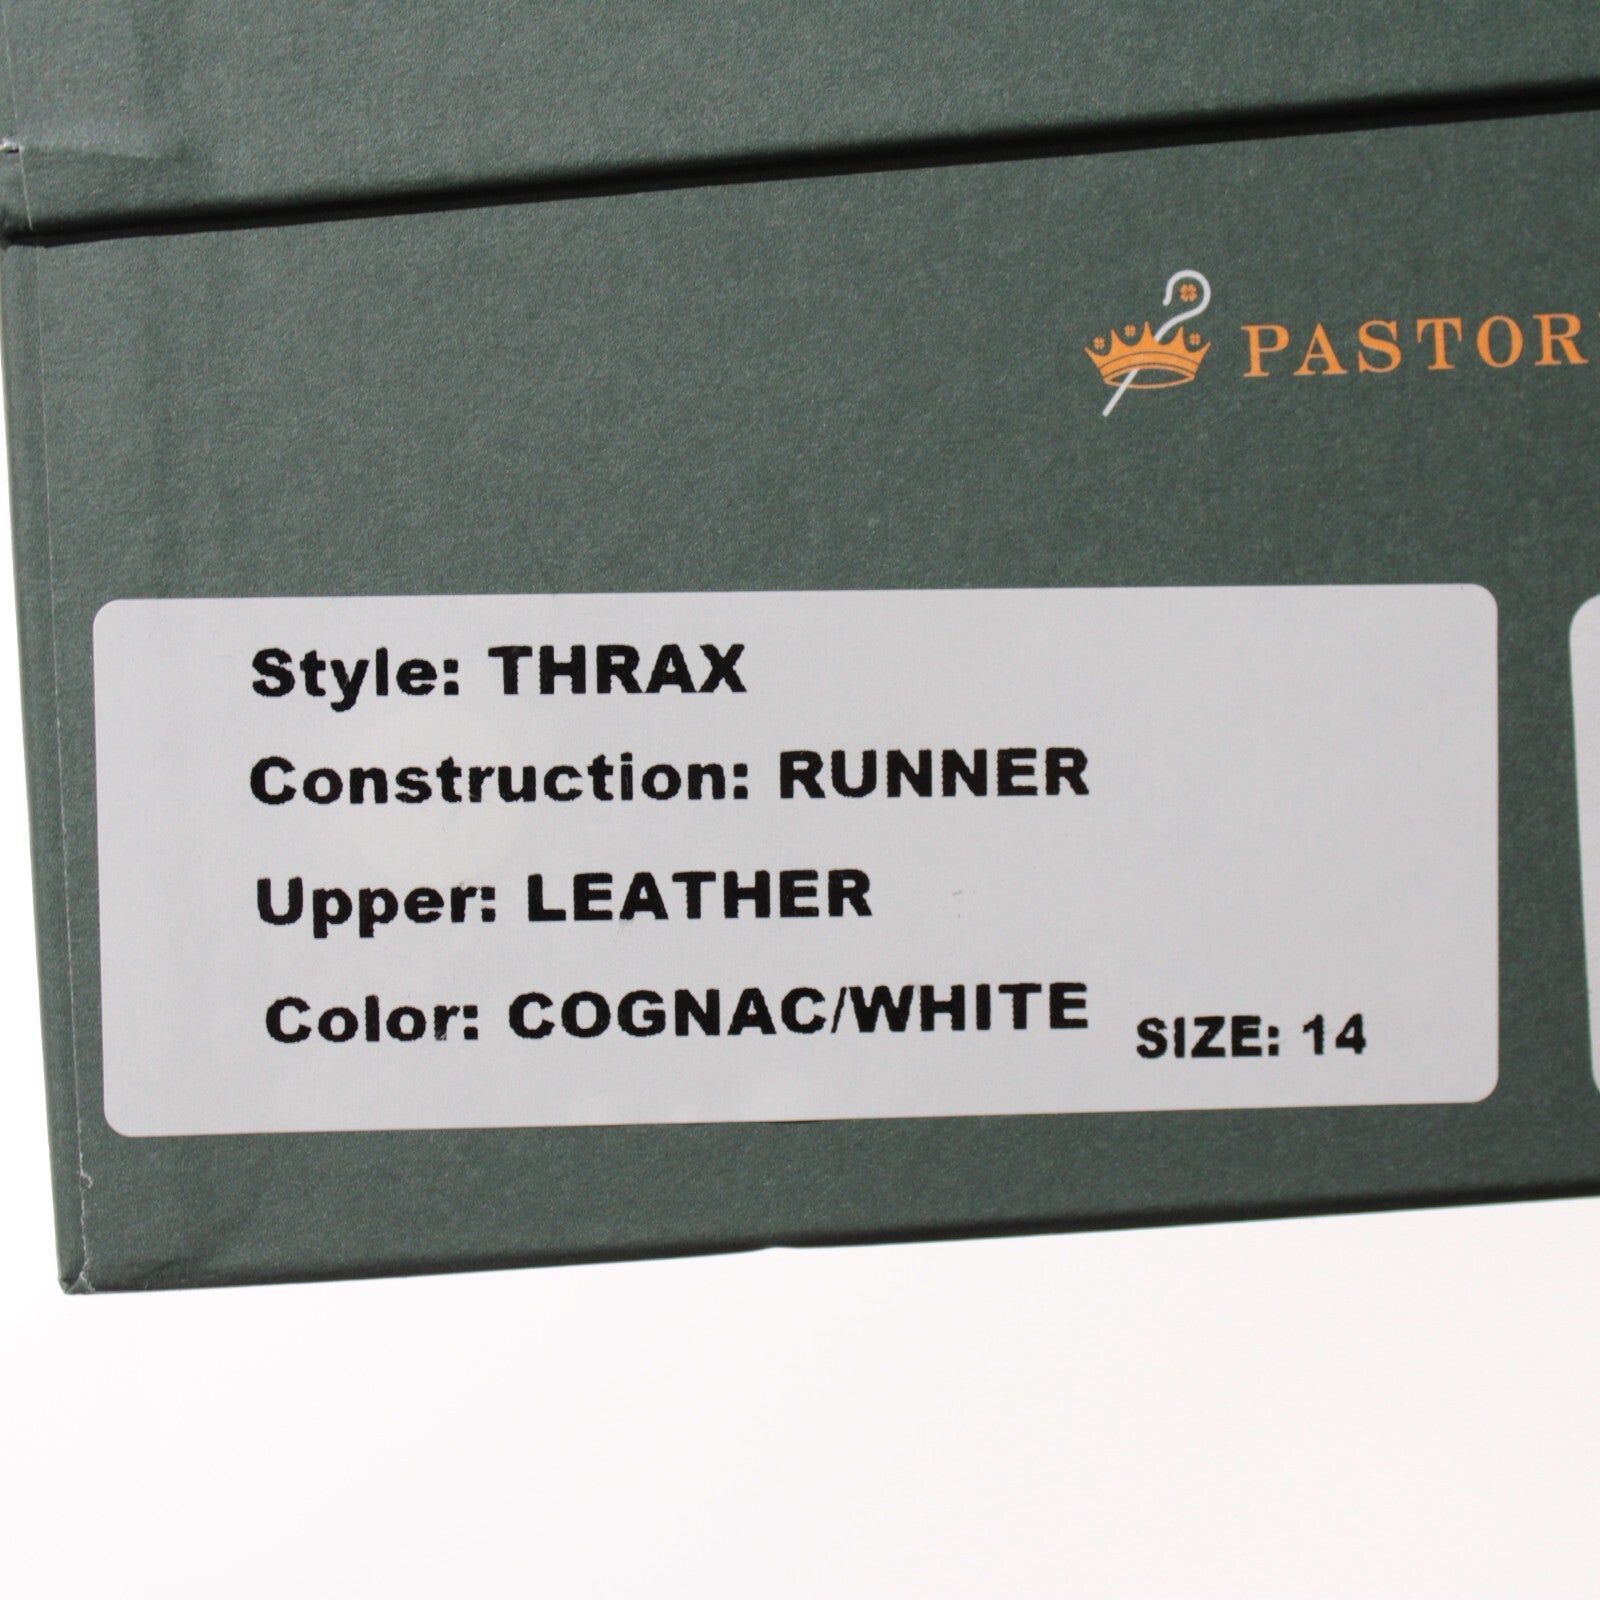 PASTOR
Style: THRAX
Construction: RUNNER
Upper: LEATHER
Color: COGNAC/WHITE
SIZE: 14